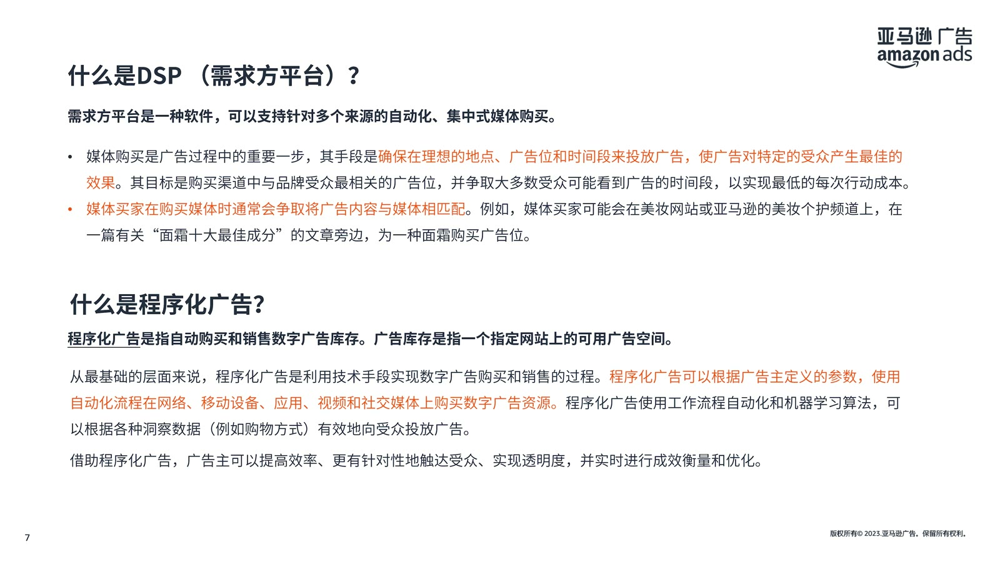 亚马逊 广告
amazon ads
什么是DSP （需求方平台）？
需求方平台是一种软件，可以支持针对多个来源的自动化、集中式媒体购买。
• 媒体购买是广告过程中的重要一步，其手段是确保在理想的地点、广告位和时间段来投放广告，使广告对特定的受众产生最佳的
效果。其目标是购买渠道中与品牌受众最相关的广告位，并争取大多数受众可能看到广告的时间段，以实现最低的每次行动成本。
• 媒体买家在购买媒体时通常会争取将广告内容与媒体相匹配。例如，媒体买家可能会在美妆网站或亚马逊的美妆个护频道上，在
一篇有关“面霜十大最佳成分”的文章旁边，为一种面霜购买广告位。
什么是程序化广告？
程序化广告是指自动购买和销售数字广告库存。广告库存是指一个指定网站上的可用广告空间。
从最基础的层面来说，程序化广告是利用技术手段实现数字广告购买和销售的过程。程序化广告可以根据广告主定义的参数，使用
自动化流程在网络、移动设备、应用、视频和社交媒体上购买数字广告资源。程序化广告使用工作流程自动化和机器学习算法，可
以根据各种洞察数据（例如购物方式）有效地向受众投放广告。
借助程序化广告，广告主可以提高效率、更有针对性地触达受众、实现透明度，并实时进行成效衡量和优化。
7
版权所有© 2023.亚马逊广告。保留所有权利。